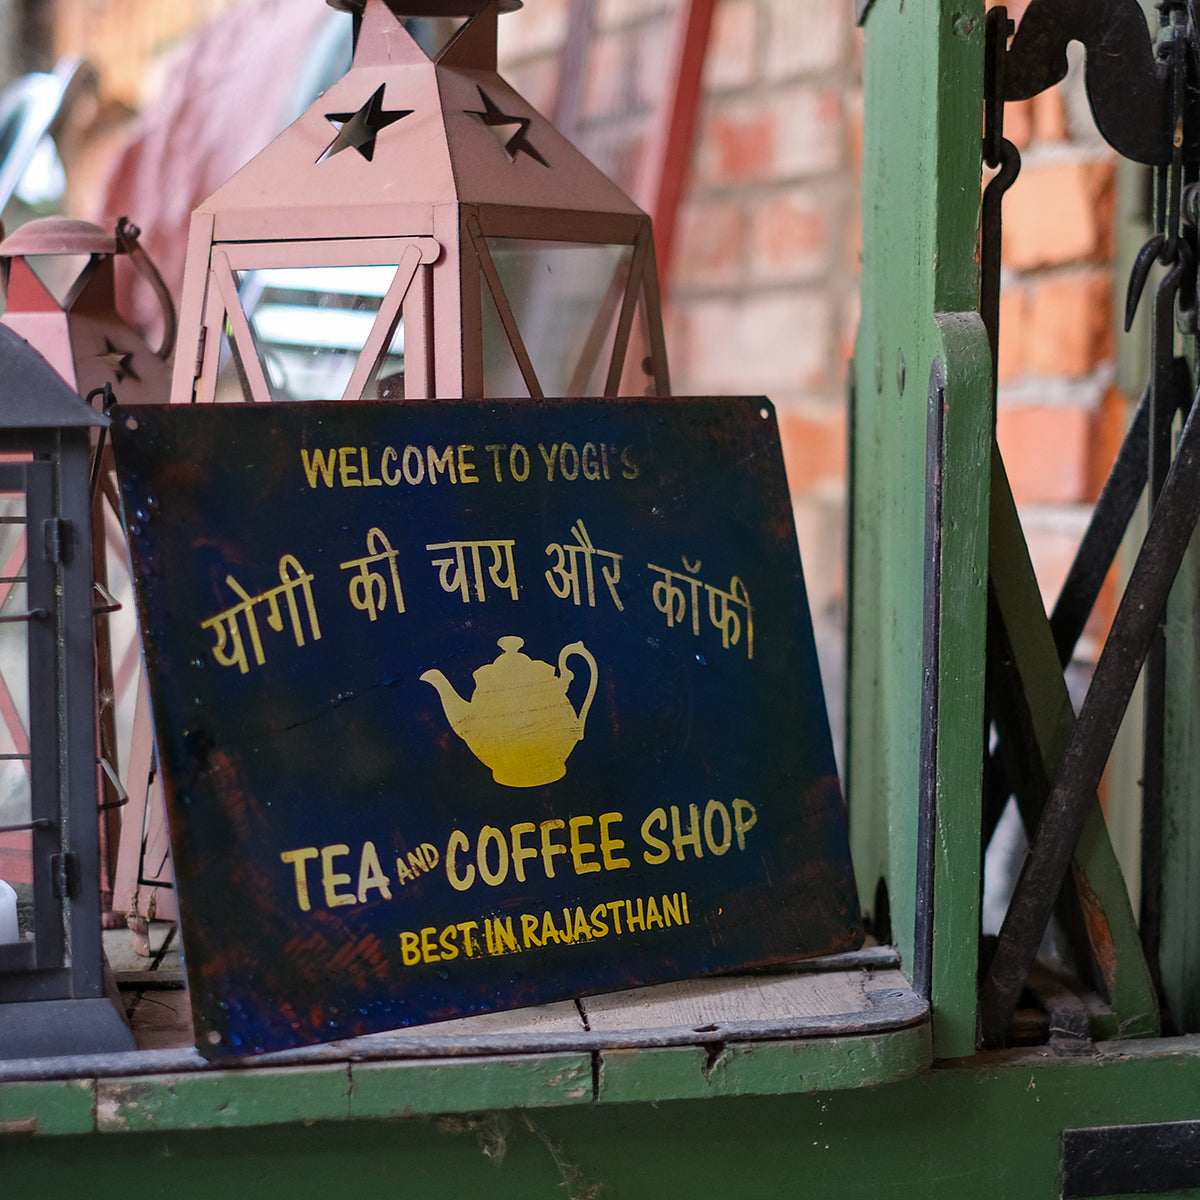 WELCOME TO YOGI'S
योगी की चाय और कॉफी
TEA AND COFFEE SHOP
BEST IN RAJASTHANI